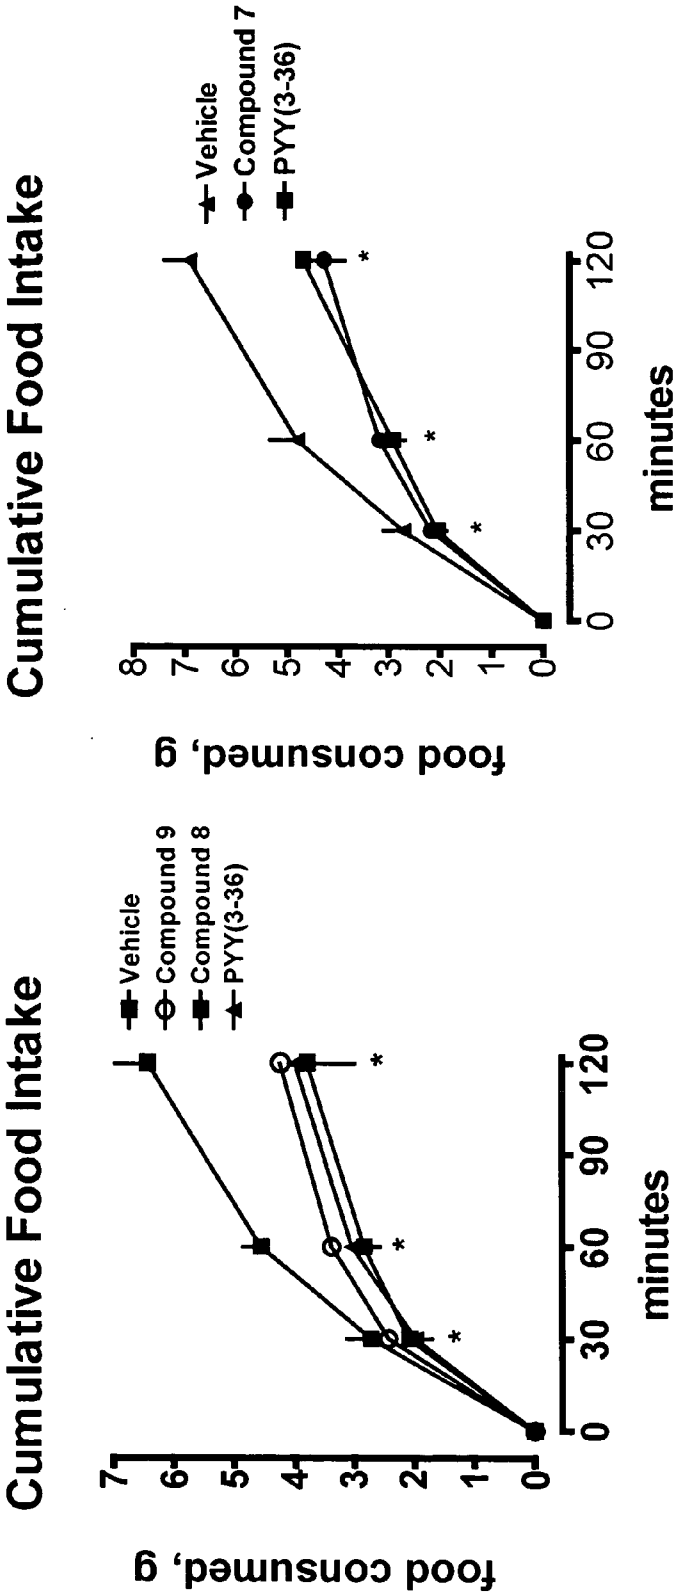 Cumulative Food Intake
food consumed, g
7
6
5
4
3
2
1
0
0 30 60 90 120
minutes
Vehicle
Compound 9
Compound 8
PYY(3-36)
*
*
*
Cumulative Food Intake
food consumed, g
8
7
6
5
4
3
2
1
0
0 30 60 90 120
minutes
Vehicle
Compound 7
PYY(3-36)
*
*
*